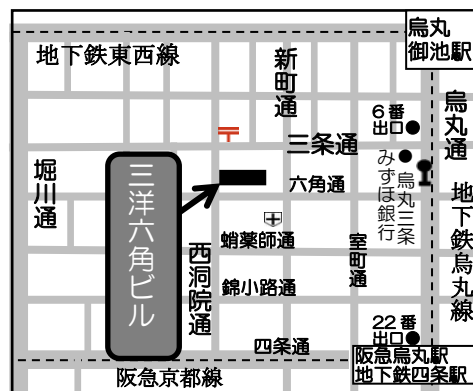 烏丸
御池駅
地下鉄東西線
新町通
烏丸通
6番
出口
三条通
堀川通
三洋六角ビル
六角通
みずほ銀行
烏丸三条
地下鉄烏丸線
西洞院通
蛸薬師通
室町通
錦小路通
22番
出口
四条通
阪急烏丸駅
地下鉄四条駅
阪急京都線